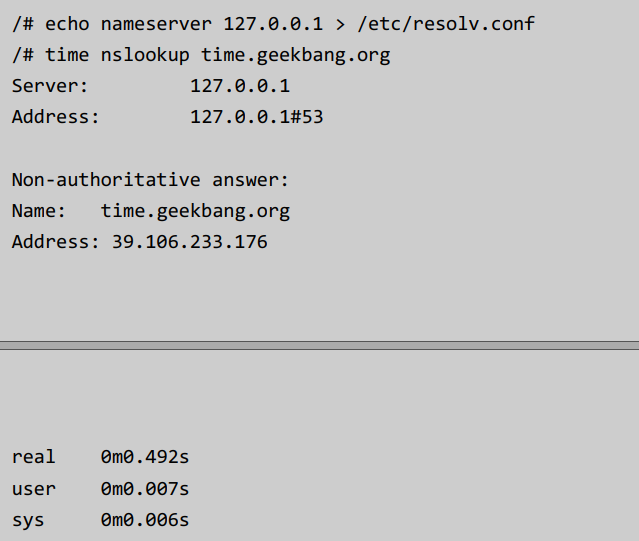 /# echo nameserver 127.0.0.1 > /etc/resolv.conf
/# time nslookup time.geekbang.org
Server:         127.0.0.1
Address:        127.0.0.1#53
Non-authoritative answer:
Name:   time.geekbang.org
Address: 39.106.233.176
real    0m0.492s
user    0m0.007s
sys     0m0.006s